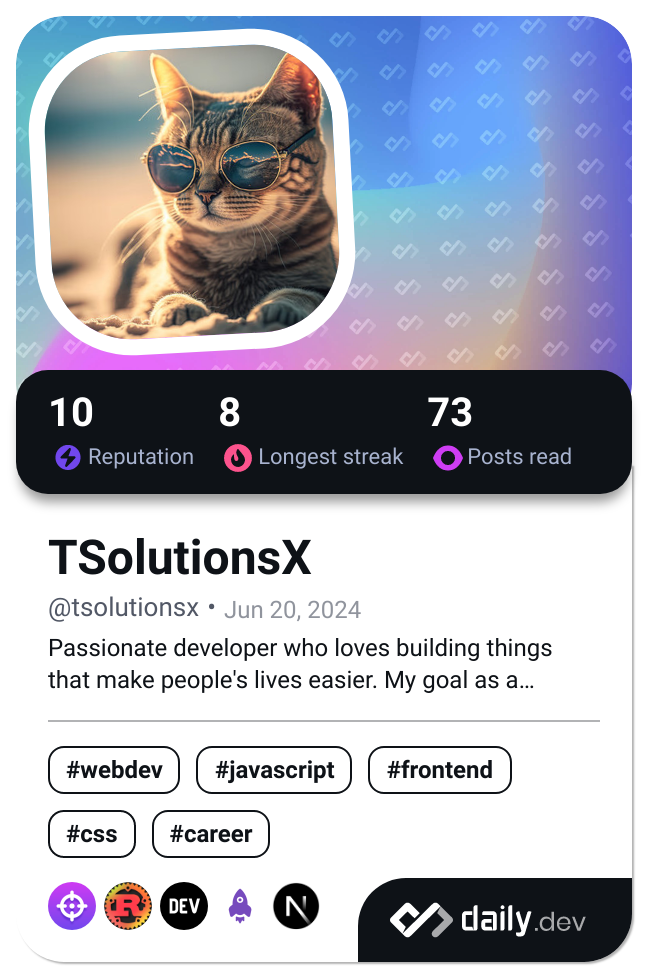 10 8 73
Reputation Longest streak Posts read
TSolutionsX
@tsolutionsx • Jun 20, 2024
Passionate developer who loves building things
that make people's lives easier. My goal as a…
#webdev #javascript #frontend
#css #career
R DEV N daily.dev